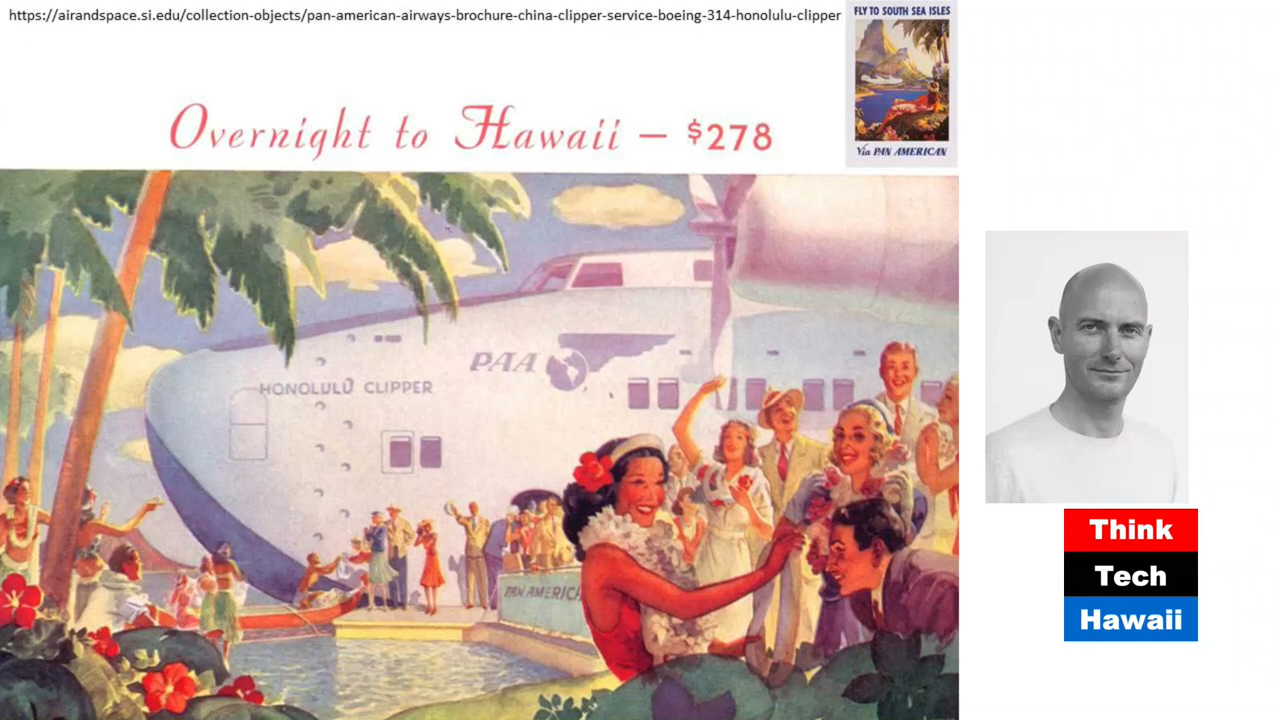 https://airandspace.si.edu/collection-objects/pan-american-airways-brochure-china-clipper-service-boeing-314-honolulu-clipper
FLY TO SOUTH SEA ISLES
Via PAN AMERICAN
Overnight to Hawaii — $278
PAA
HONOLULU CLIPPER
PAN AMERICA
Think
Tech
Hawaii